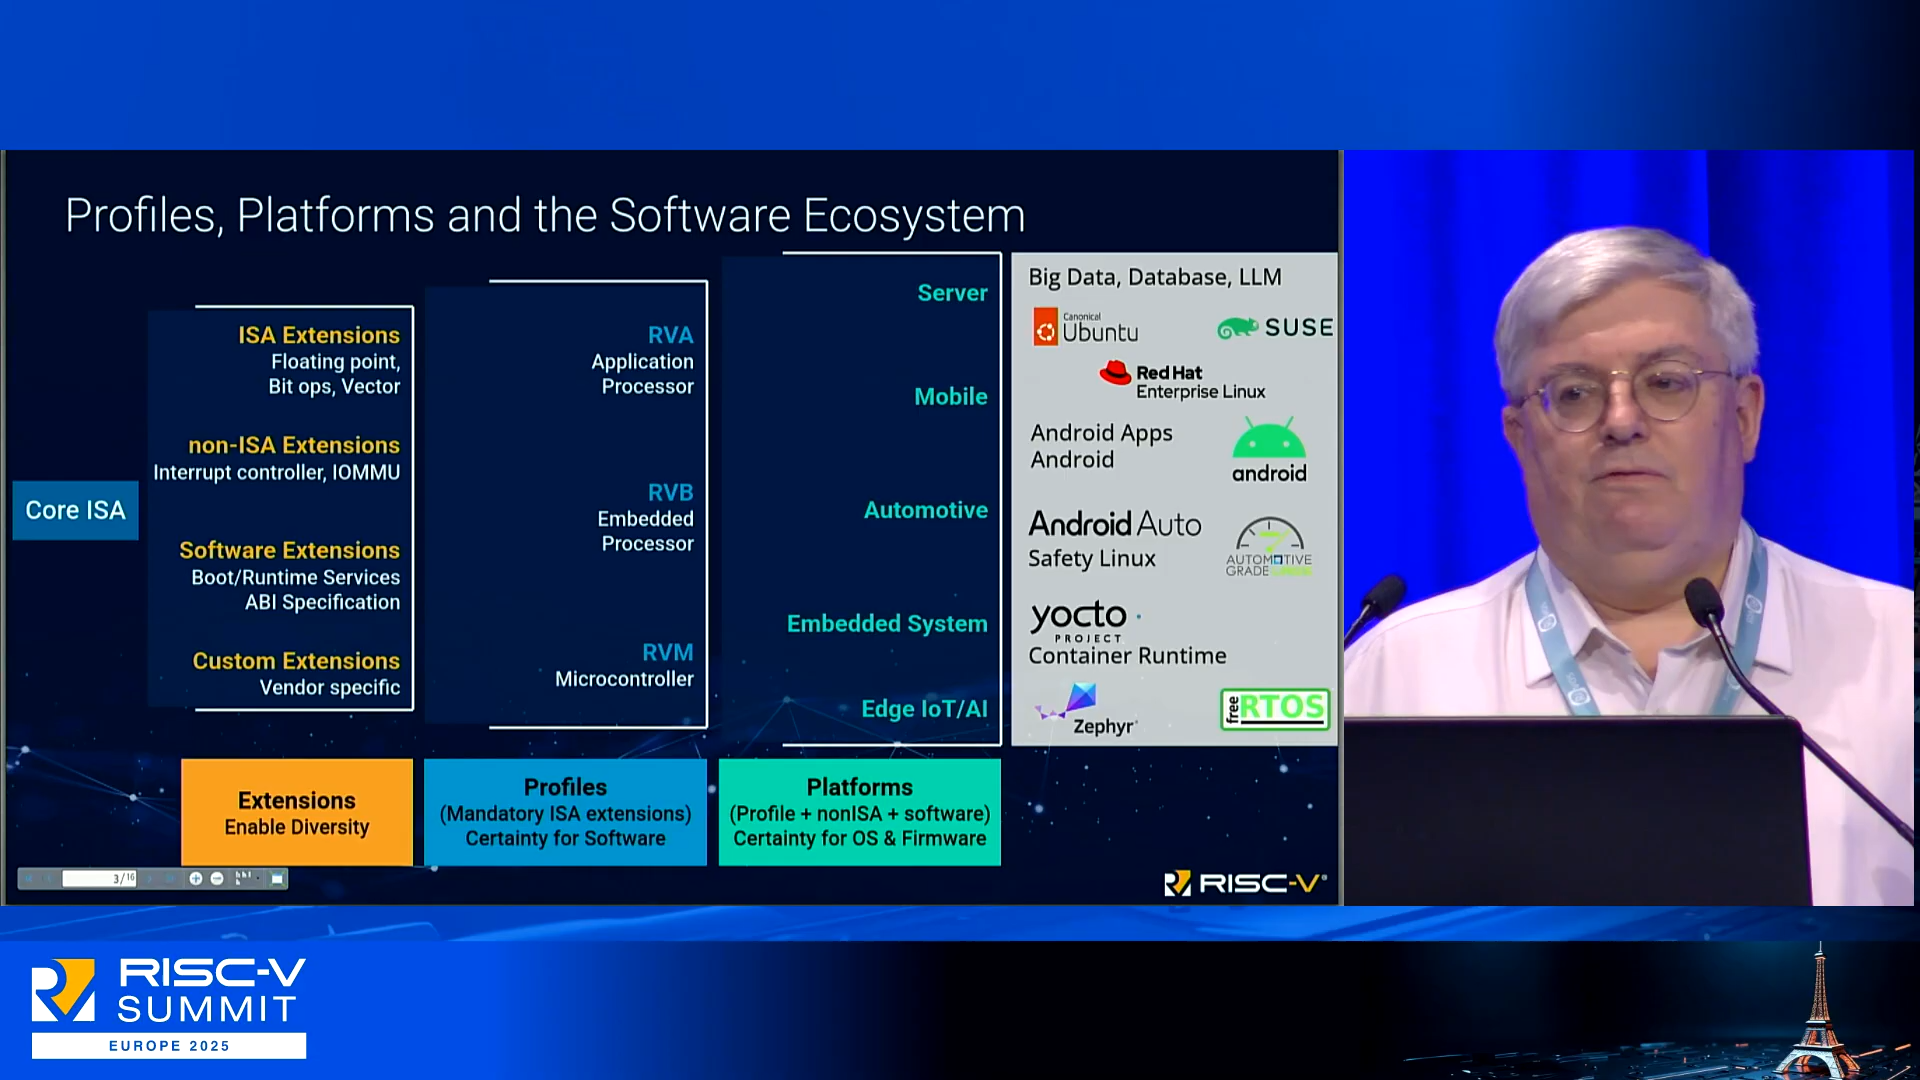 Profiles, Platforms and the Software Ecosystem
Core ISA
ISA Extensions
Floating point,
Bit ops, Vector
non-ISA Extensions
Interrupt controller, IOMMU
Software Extensions
Boot/Runtime Services
ABI Specification
Custom Extensions
Vendor specific
RVA
Application
Processor
RVB
Embedded
Processor
RVM
Microcontroller
Server
Mobile
Automotive
Embedded System
Edge IoT/AI
Big Data, Database, LLM
Canonical
Ubuntu
SUSE
Red Hat
Enterprise Linux
Android Apps
Android
android
Android Auto
Safety Linux
AUTOMOTIVE
GRADE
yocto
PROJECT
Container Runtime
Zephyr
free
RTOS
Extensions
Enable Diversity
Profiles
(Mandatory ISA extensions)
Certainty for Software
Platforms
(Profile + nonISA + software)
Certainty for OS & Firmware
3/16
RISC-V®
RISC-V
SUMMIT
EUROPE 2025